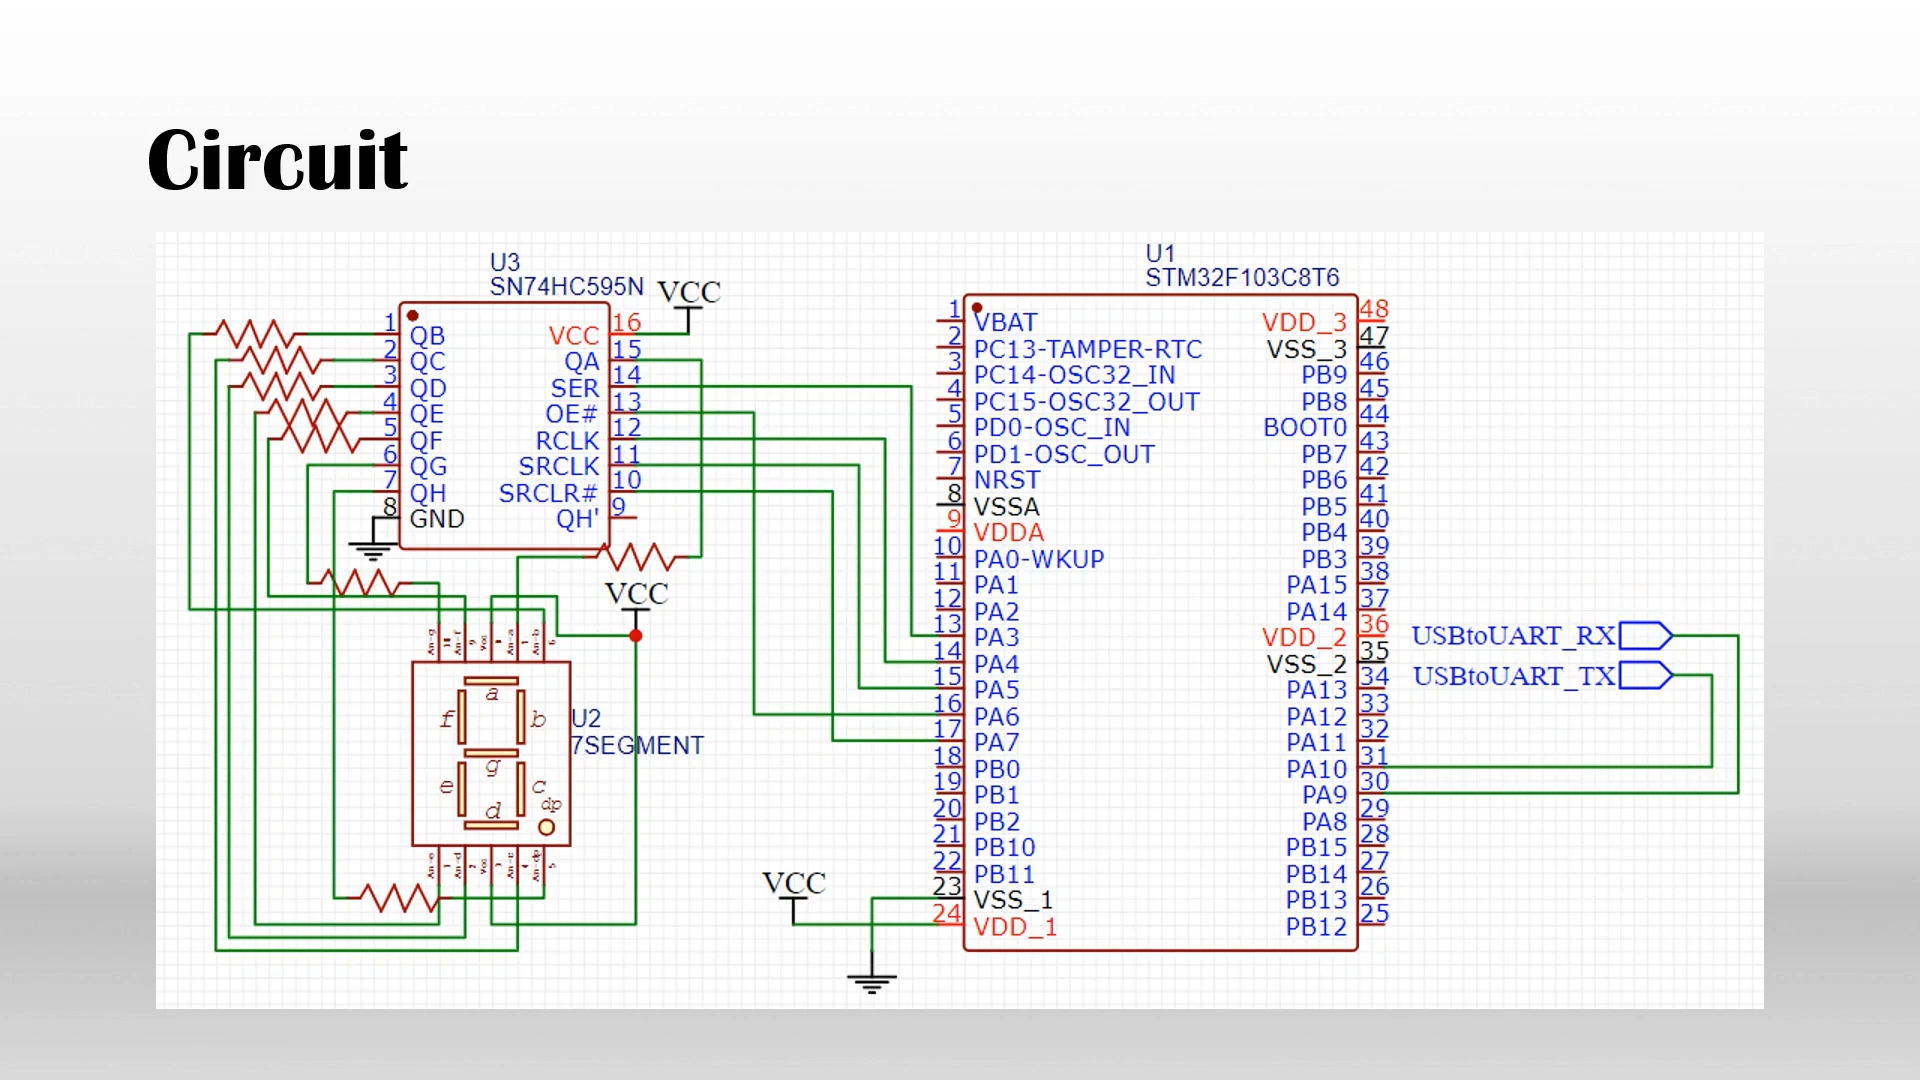 Circuit
U3
SN74HC595N
VCC
1 QB
2 QC
3 QD
4 QE
5 QF
6 QG
7 QH
8 GND
VCC 16
QA 15
SER 14
OE# 13
RCLK 12
SRCLK 11
SRCLR# 10
QH' 9
VCC
a
f b
g
e c
d dp
U2
7SEGMENT
U1
STM32F103C8T6
1 VBAT
2 PC13-TAMPER-RTC
3 PC14-OSC32_IN
4 PC15-OSC32_OUT
5 PD0-OSC_IN
6 PD1-OSC_OUT
7 NRST
8 VSSA
9 VDDA
10 PA0-WKUP
11 PA1
12 PA2
13 PA3
14 PA4
15 PA5
16 PA6
17 PA7
18 PB0
19 PB1
20 PB2
21 PB10
22 PB11
23 VSS_1
24 VDD_1
VCC
VDD_3 48
VSS_3 47
PB9 46
PB8 45
BOOT0 44
PB7 43
PB6 42
PB5 41
PB4 40
PB3 39
PA15 38
PA14 37
VDD_2 36
VSS_2 35
PA13 34
PA12 33
PA11 32
PA10 31
PA9 30
PA8 29
PB15 28
PB14 27
PB13 26
PB12 25
USBtoUART_RX
USBtoUART_TX